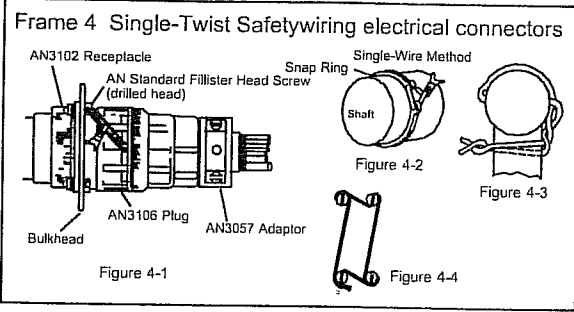 Frame 4 Single-Twist Safetywiring electrical connectors
AN3102 Receptacle
AN Standard Fillister Head Screw
(drilled head)
Bulkhead
AN3106 Plug
AN3057 Adaptor
Figure 4-1
Single-Wire Method
Snap Ring
Shaft
Figure 4-2
Figure 4-3
Figure 4-4